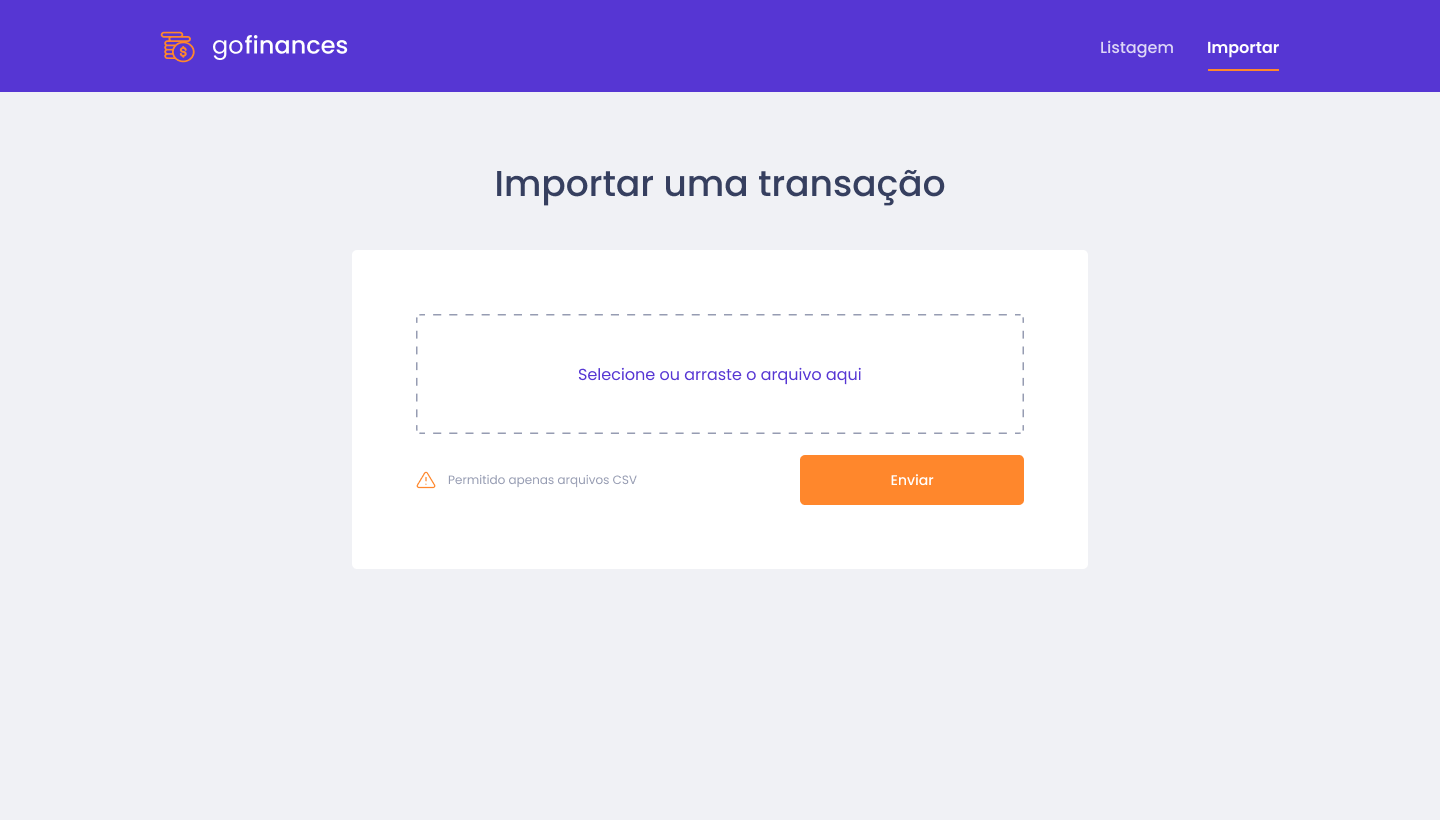 gofinances
Listagem
Importar
Importar uma transação
Selecione ou arraste o arquivo aqui
Permitido apenas arquivos CSV
Enviar